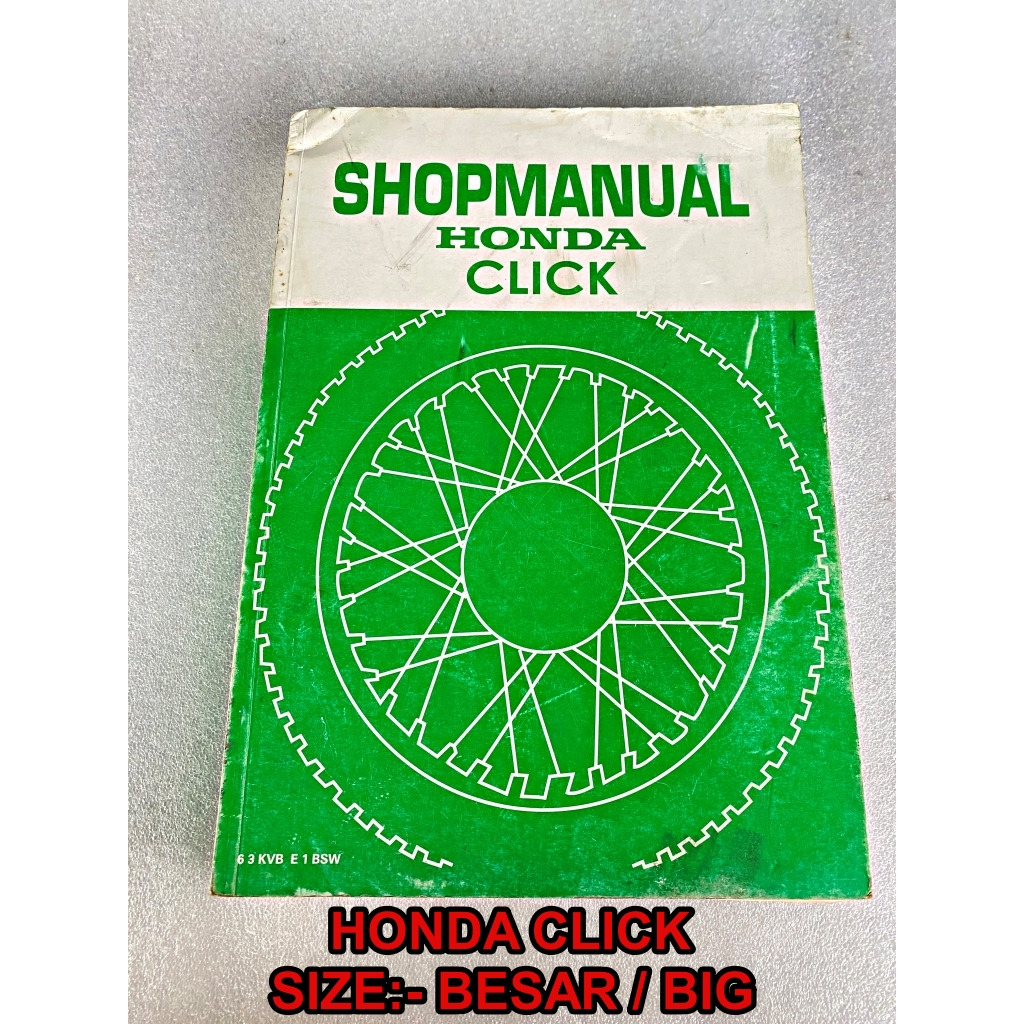 SHOPMANUAL
HONDA
CLICK
6 3 KVB E 1 BSW
HONDA CLICK
SIZE:- BESAR / BIG